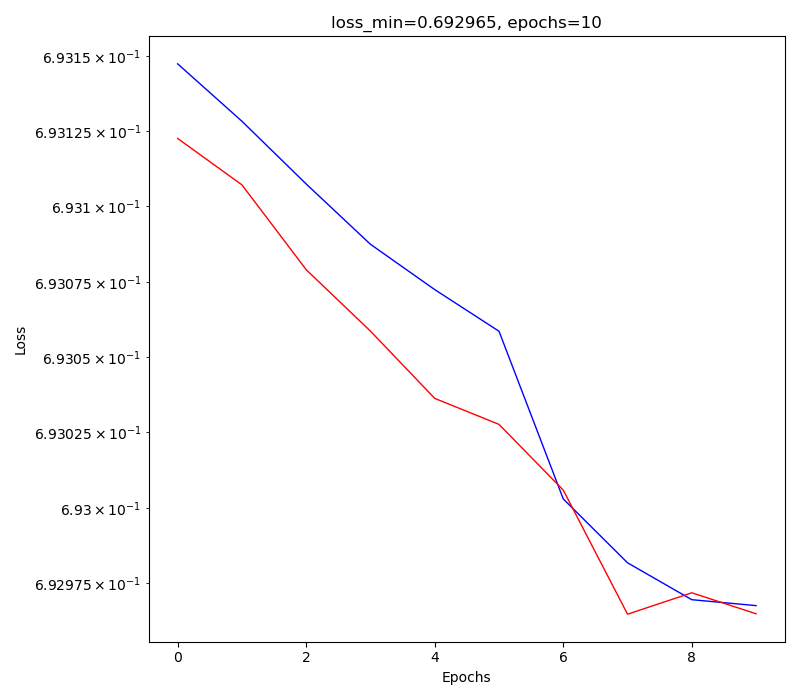 loss_min=0.692965, epochs=10
6.9315 × 10⁻¹
6.93125 × 10⁻¹
6.931 × 10⁻¹
6.93075 × 10⁻¹
6.9305 × 10⁻¹
6.93025 × 10⁻¹
6.93 × 10⁻¹
6.92975 × 10⁻¹
Loss
0 2 4 6 8
Epochs